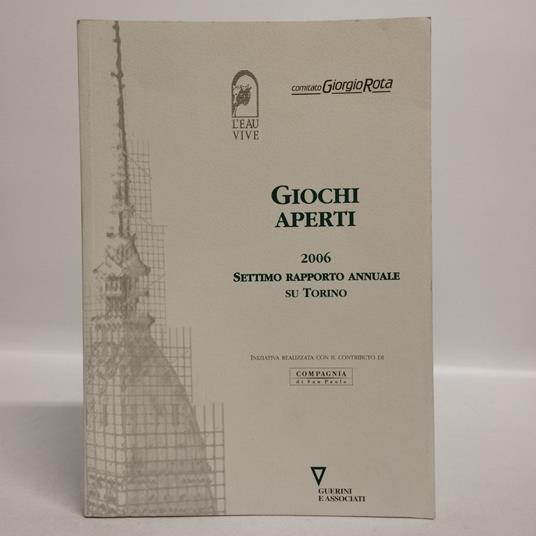 L'EAU
VIVE
comitato GiorgioRota
GIOCHI
APERTI
2006
SETTIMO RAPPORTO ANNUALE
SU TORINO
INIZIATIVA REALIZZATA CON IL CONTRIBUTO DI
COMPAGNIA
di San Paolo
GUERINI
E ASSOCIATI